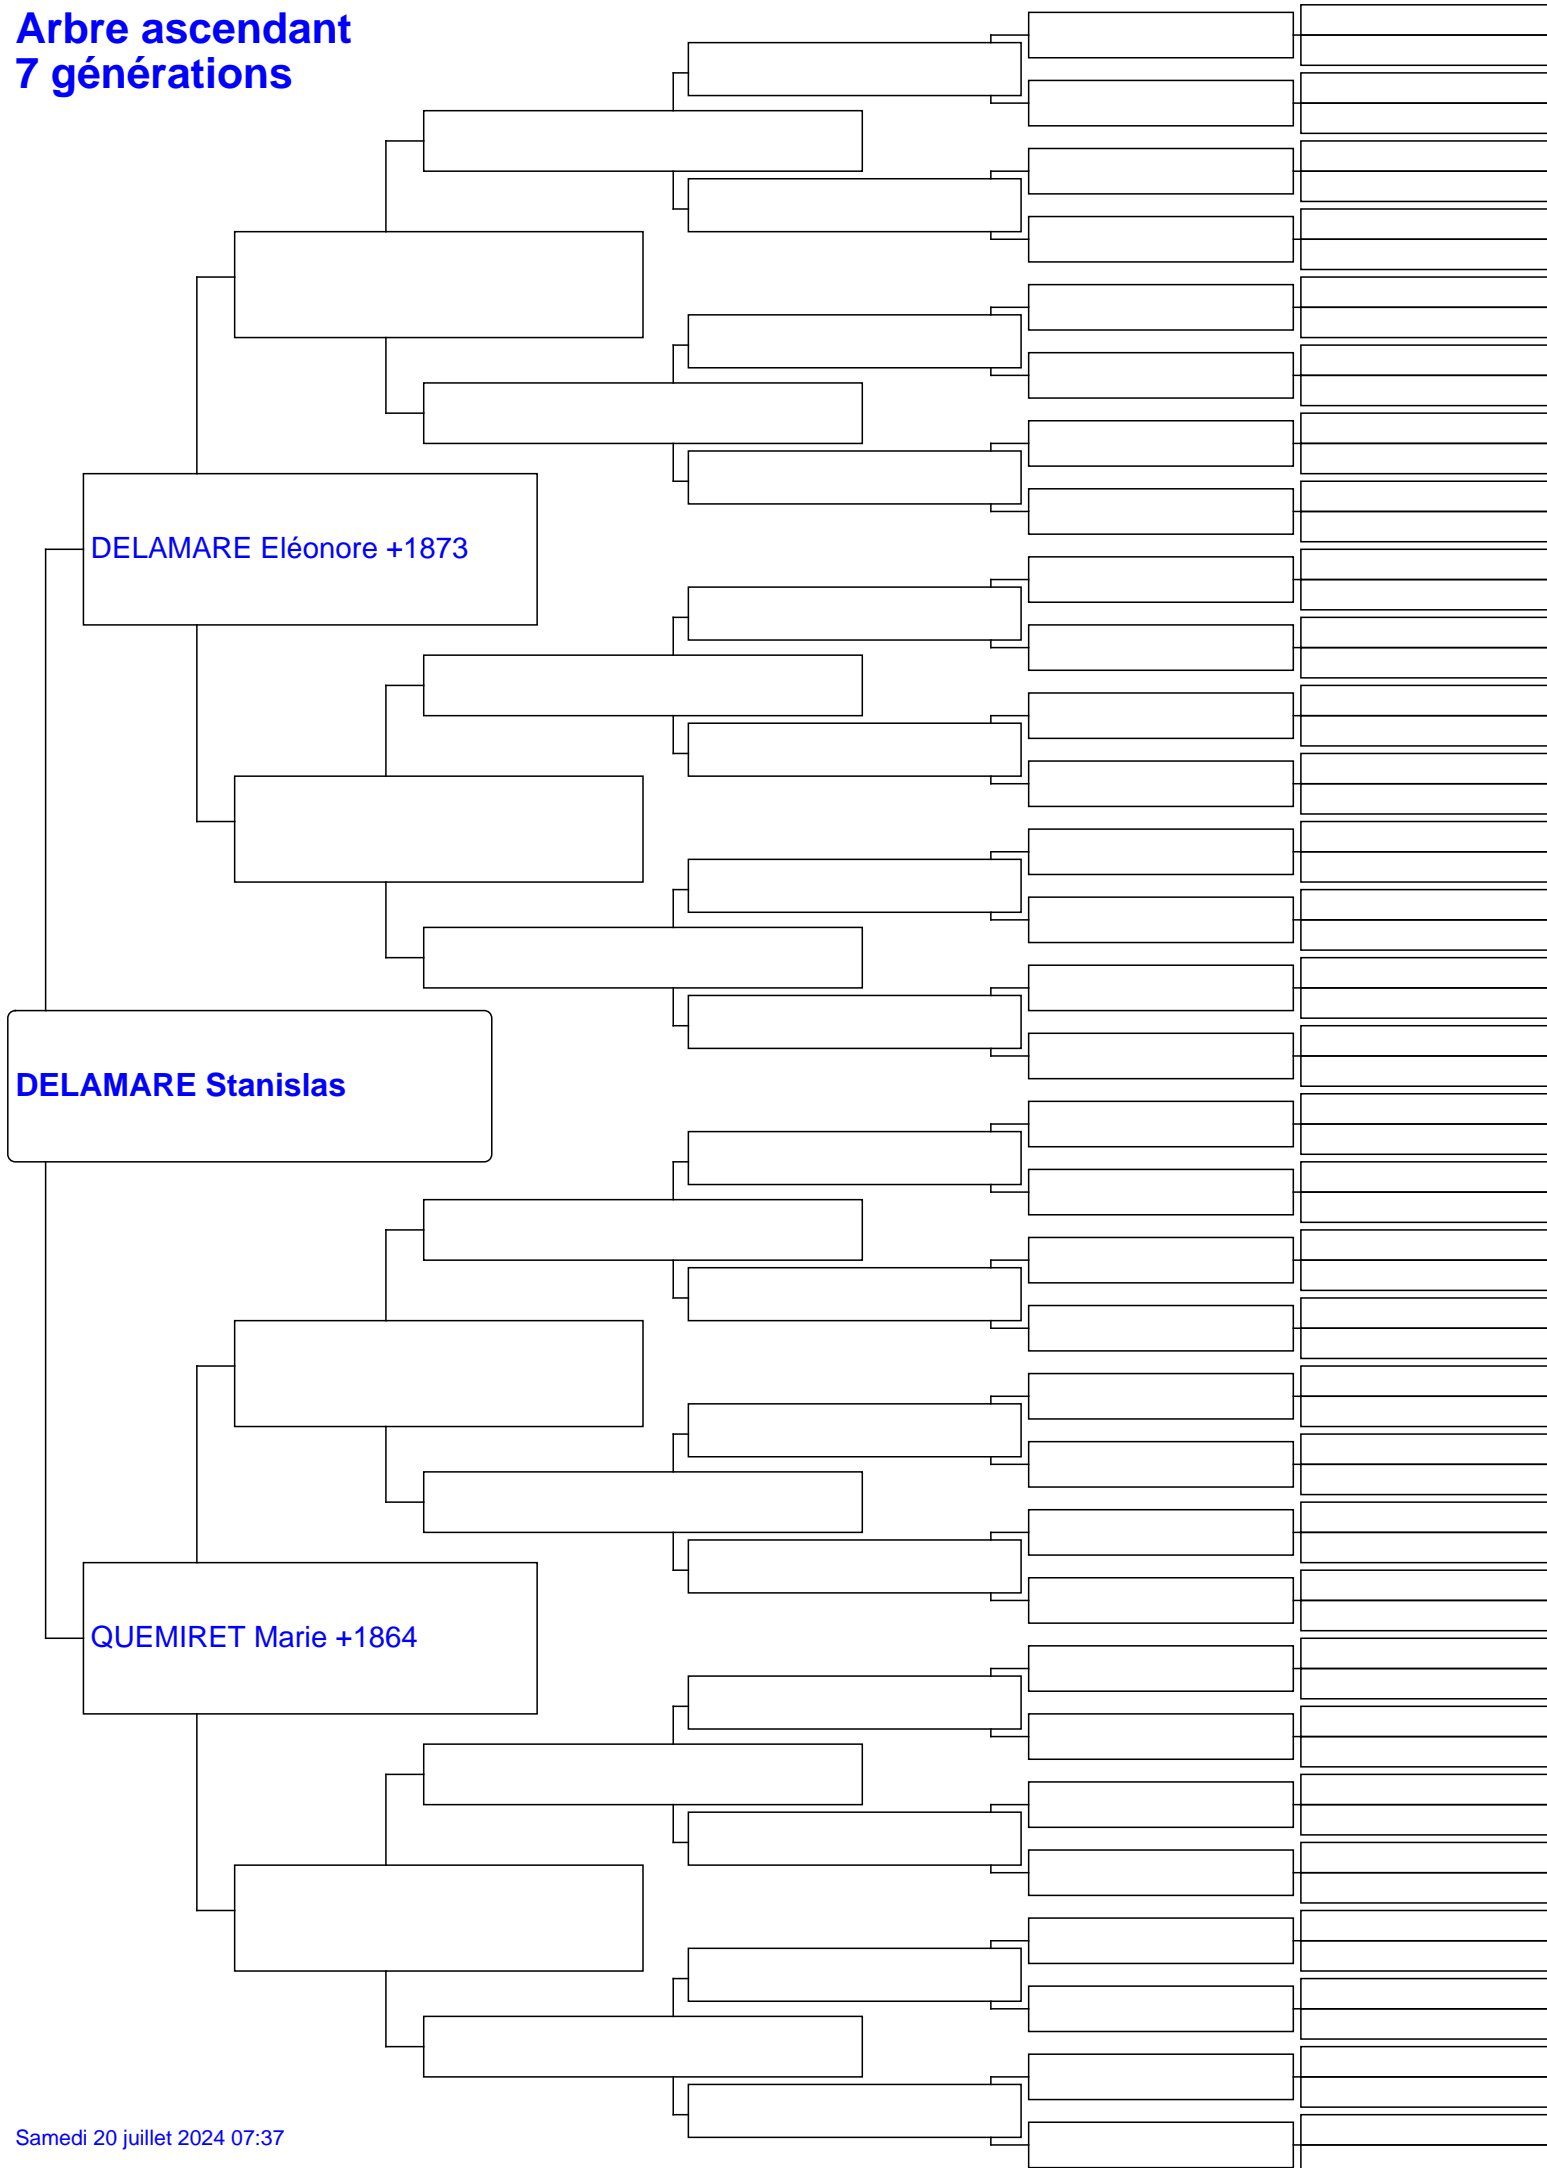 Arbre ascendant
7 générations
DELAMARE Eléonore +1873
DELAMARE Stanislas
QUEMIRET Marie +1864
Samedi 20 juillet 2024 07:37